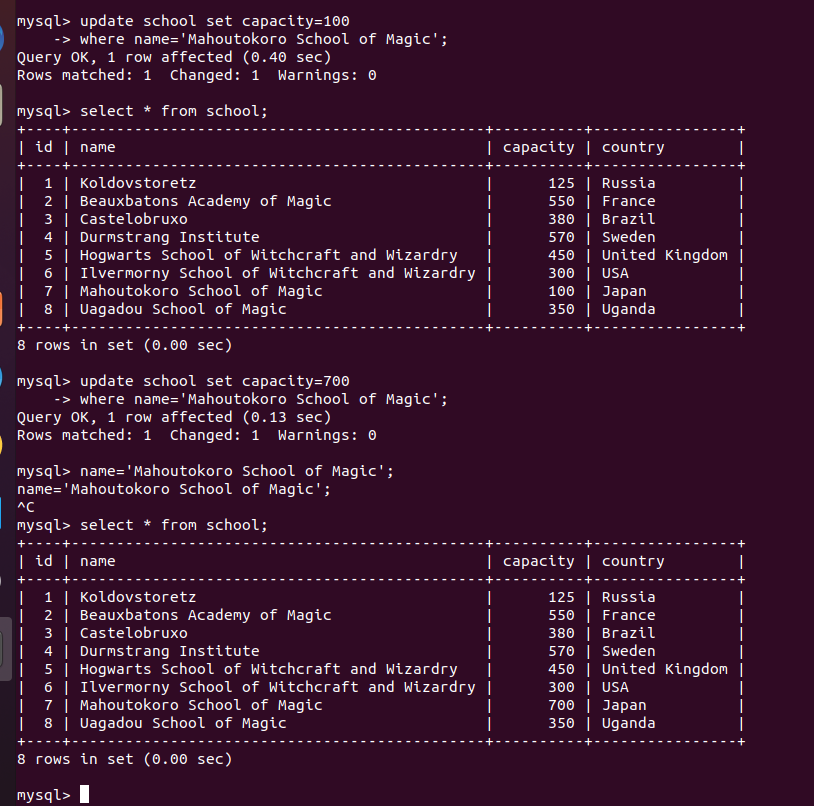 mysql> update school set capacity=100
    -> where name='Mahoutokoro School of Magic';
Query OK, 1 row affected (0.40 sec)
Rows matched: 1  Changed: 1  Warnings: 0

mysql> select * from school;
+----+----------------------------------------------+----------+----------------+
| id | name                                         | capacity | country        |
+----+----------------------------------------------+----------+----------------+
|  1 | Koldovstoretz                                |      125 | Russia         |
|  2 | Beauxbatons Academy of Magic                 |      550 | France         |
|  3 | Castelobruxo                                 |      380 | Brazil         |
|  4 | Durmstrang Institute                         |      570 | Sweden         |
|  5 | Hogwarts School of Witchcraft and Wizardry   |      450 | United Kingdom |
|  6 | Ilvermorny School of Witchcraft and Wizardry |      300 | USA            |
|  7 | Mahoutokoro School of Magic                  |      100 | Japan          |
|  8 | Uagadou School of Magic                      |      350 | Uganda         |
+----+----------------------------------------------+----------+----------------+
8 rows in set (0.00 sec)

mysql> update school set capacity=700
    -> where name='Mahoutokoro School of Magic';
Query OK, 1 row affected (0.13 sec)
Rows matched: 1  Changed: 1  Warnings: 0

mysql> name='Mahoutokoro School of Magic';
name='Mahoutokoro School of Magic';
^C
mysql> select * from school;
+----+----------------------------------------------+----------+----------------+
| id | name                                         | capacity | country        |
+----+----------------------------------------------+----------+----------------+
|  1 | Koldovstoretz                                |      125 | Russia         |
|  2 | Beauxbatons Academy of Magic                 |      550 | France         |
|  3 | Castelobruxo                                 |      380 | Brazil         |
|  4 | Durmstrang Institute                         |      570 | Sweden         |
|  5 | Hogwarts School of Witchcraft and Wizardry   |      450 | United Kingdom |
|  6 | Ilvermorny School of Witchcraft and Wizardry |      300 | USA            |
|  7 | Mahoutokoro School of Magic                  |      700 | Japan          |
|  8 | Uagadou School of Magic                      |      350 | Uganda         |
+----+----------------------------------------------+----------+----------------+
8 rows in set (0.00 sec)

mysql>